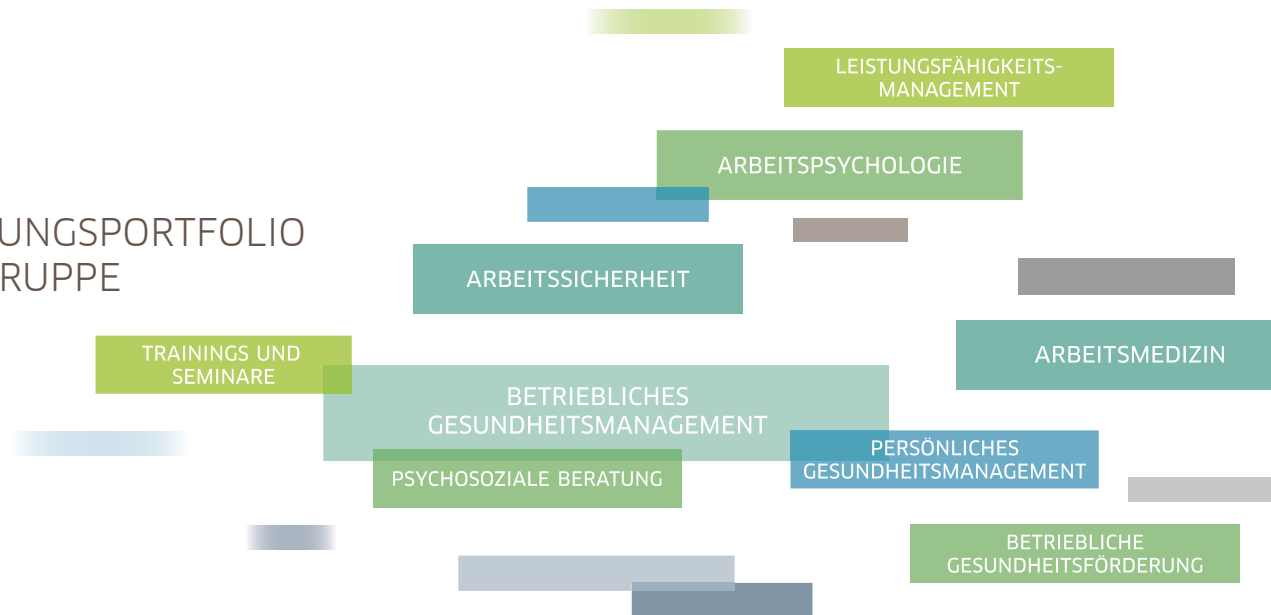 LEISTUNGSFÄHIGKEITS-
MANAGEMENT
ARBEITSPSYCHOLOGIE
UNGSPORTFOLIO
RUPPE
ARBEITSSICHERHEIT
TRAININGS UND
SEMINARE
ARBEITSMEDIZIN
BETRIEBLICHES
GESUNDHEITSMANAGEMENT
PERSÖNLICHES
GESUNDHEITSMANAGEMENT
PSYCHOSOZIALE BERATUNG
BETRIEBLICHE
GESUNDHEITSFÖRDERUNG